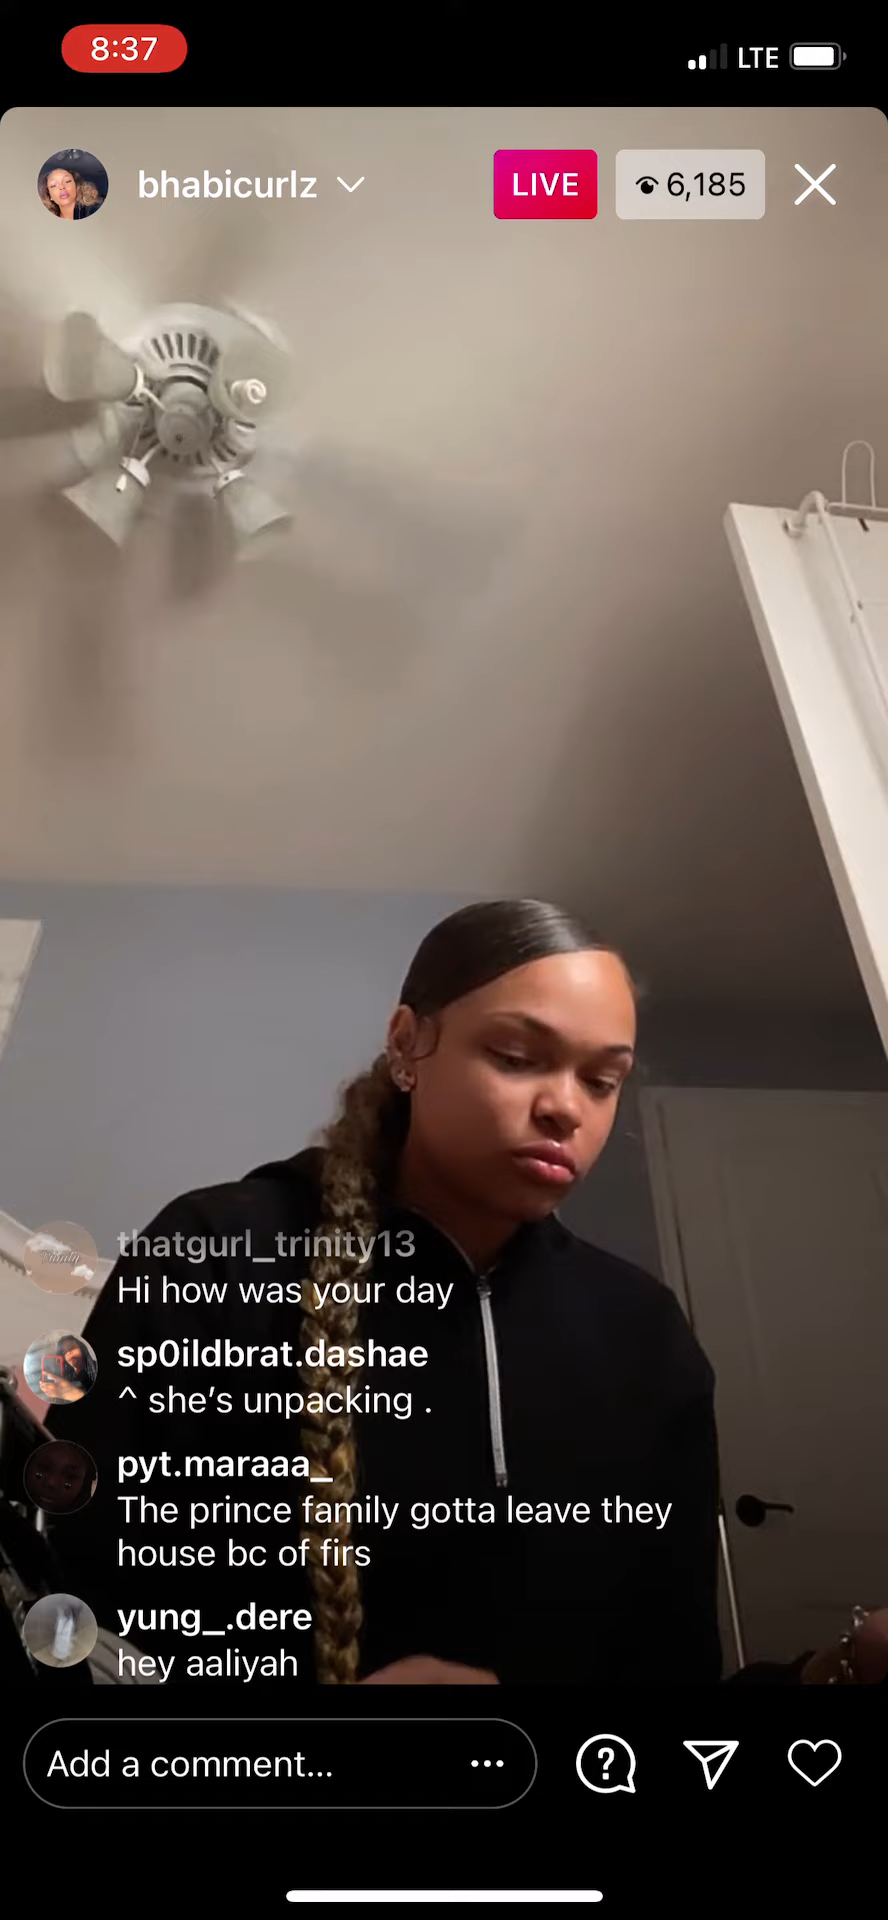 8:37
LTE
bhabicurlz
LIVE
6,185
thatgurl_trinity13
Hi how was your day
sp0ildbrat.dashae
^ she’s unpacking .
pyt.maraaa_
The prince family gotta leave they
house bc of firs
yung_.dere
hey aaliyah
Add a comment...